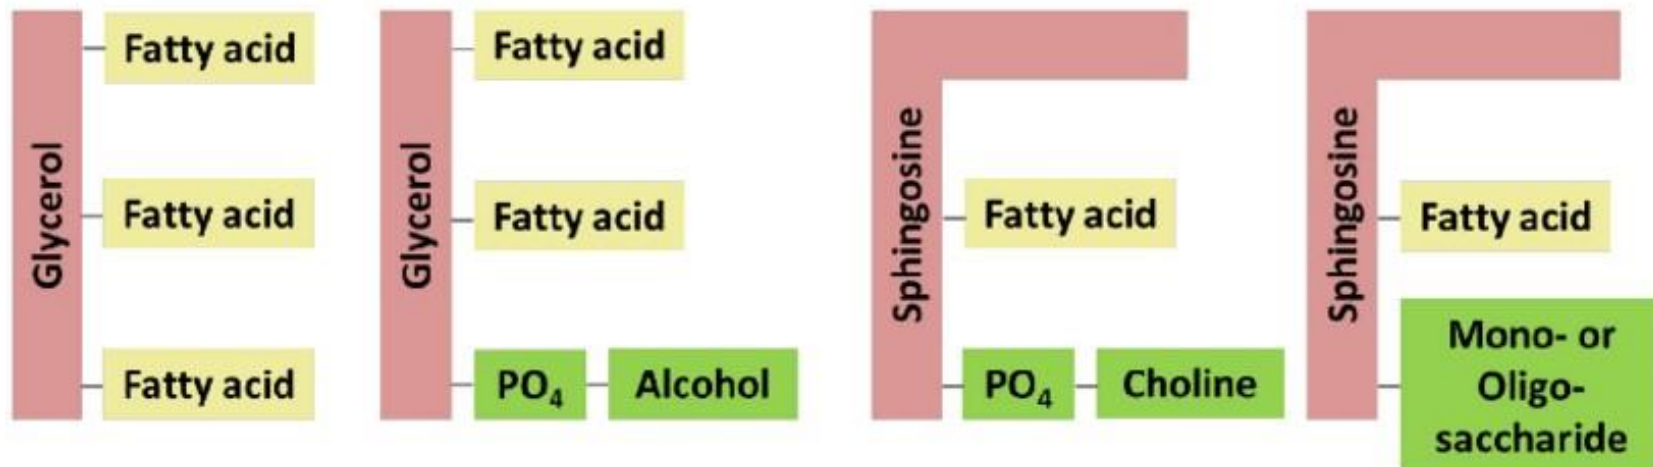 Glycerol
Fatty acid
Fatty acid
Fatty acid
Glycerol
Fatty acid
Fatty acid
PO₄
Alcohol
Sphingosine
Fatty acid
PO₄
Choline
Sphingosine
Fatty acid
Mono- or
Oligo-
saccharide